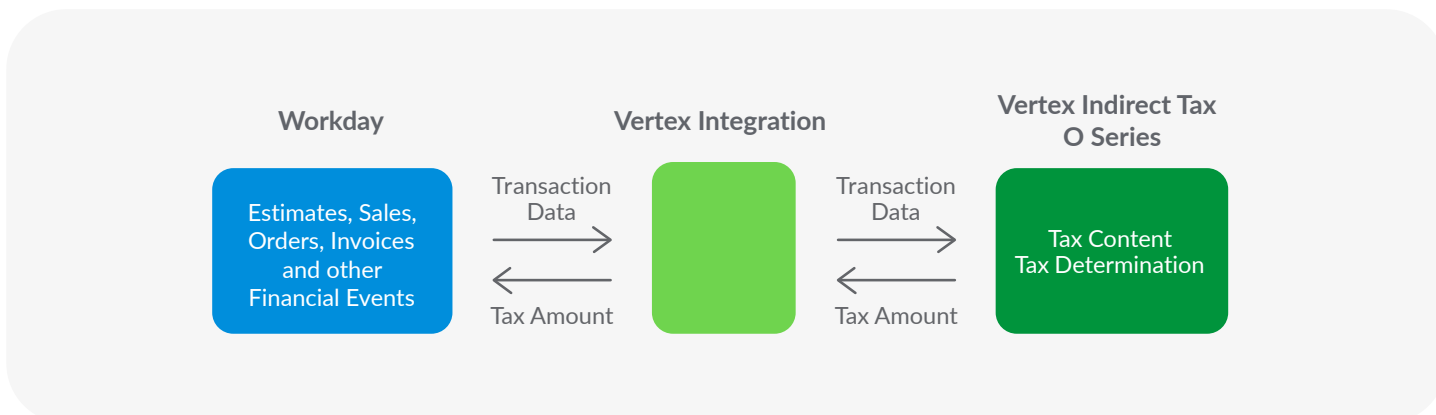 Workday
Estimates, Sales,
Orders, Invoices
and other
Financial Events
Transaction
Data
Tax Amount
Vertex Integration
Transaction
Data
Tax Amount
Vertex Indirect Tax
O Series
Tax Content
Tax Determination